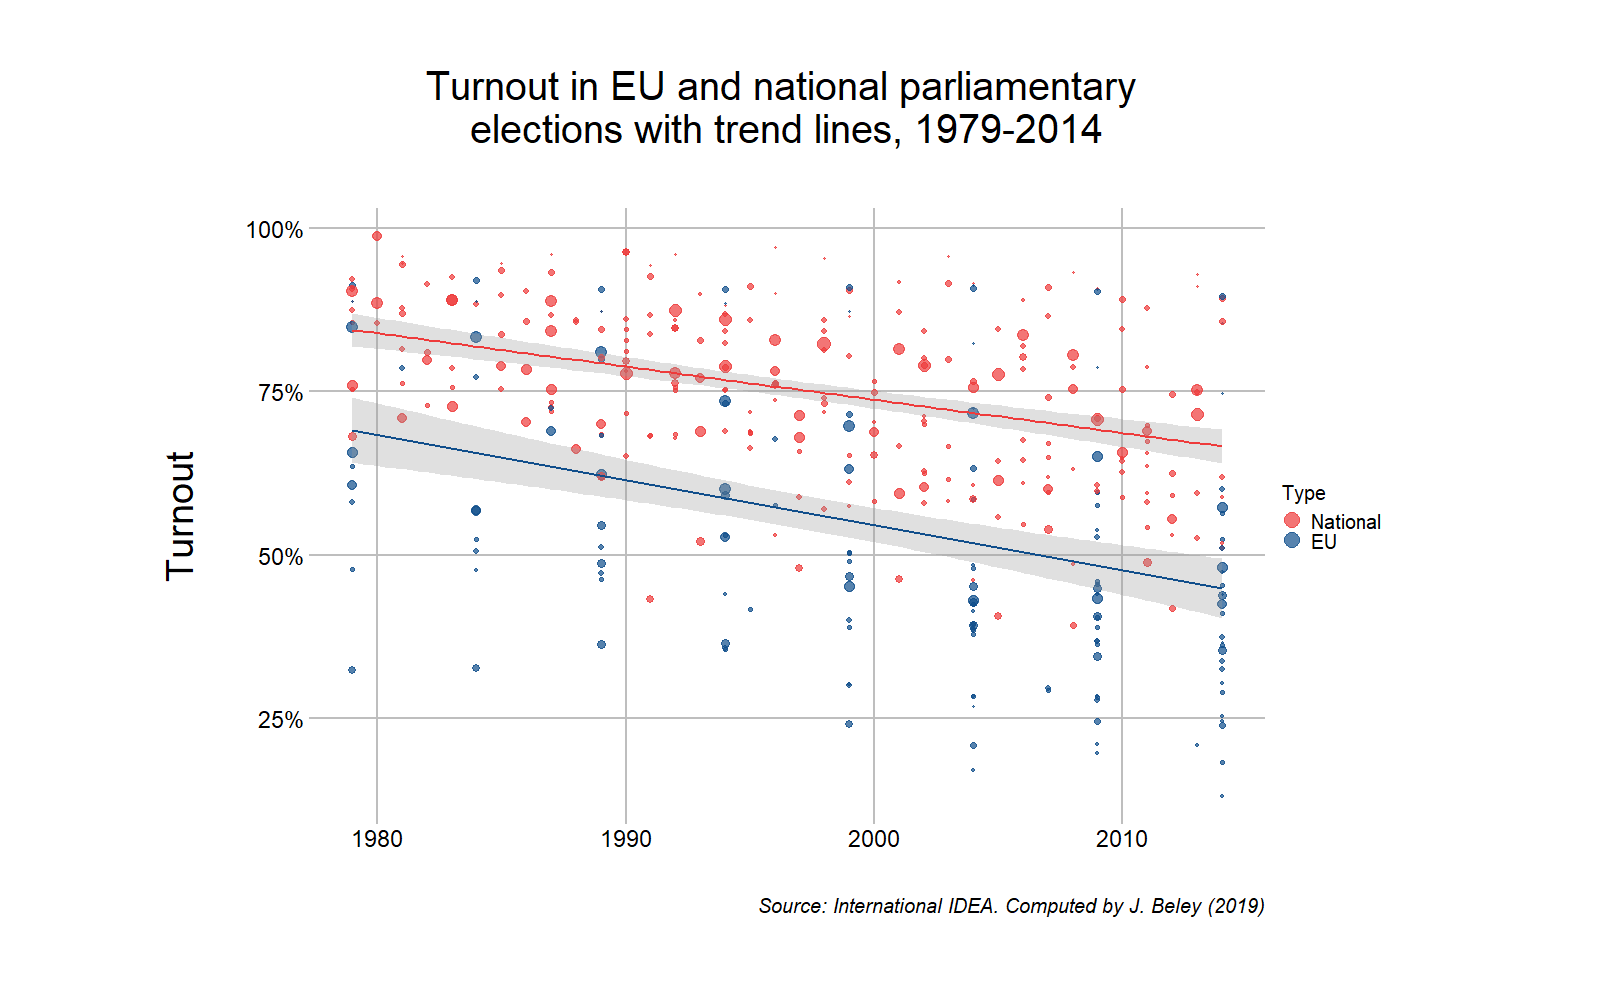 Turnout in EU and national parliamentary
elections with trend lines, 1979-2014
100%
75%
50%
25%
Turnout
1980
1990
2000
2010
Type
National
EU
Source: International IDEA. Computed by J. Beley (2019)